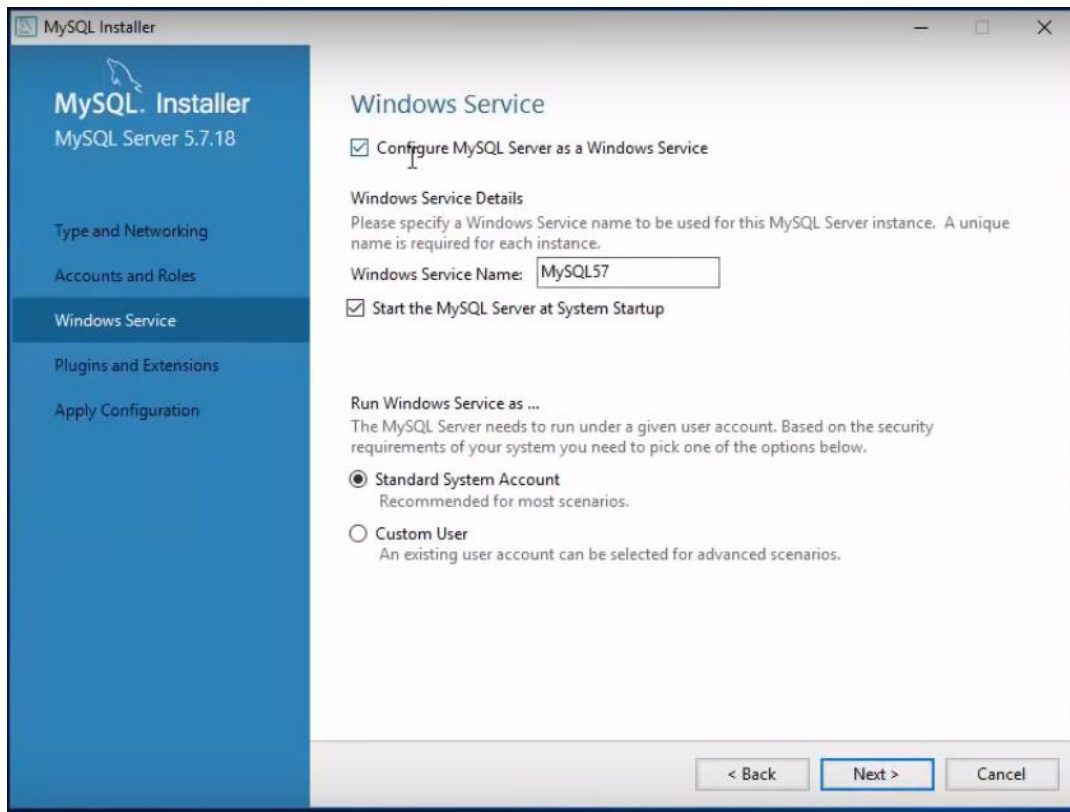 MySQL Installer
MySQL. Installer
MySQL Server 5.7.18
Type and Networking
Accounts and Roles
Windows Service
Plugins and Extensions
Apply Configuration
Windows Service
Configure MySQL Server as a Windows Service
Windows Service Details
Please specify a Windows Service name to be used for this MySQL Server instance. A unique
name is required for each instance.
Windows Service Name: MySQL57
Start the MySQL Server at System Startup
Run Windows Service as ...
The MySQL Server needs to run under a given user account. Based on the security
requirements of your system you need to pick one of the options below.
Standard System Account
Recommended for most scenarios.
Custom User
An existing user account can be selected for advanced scenarios.
< Back Next > Cancel